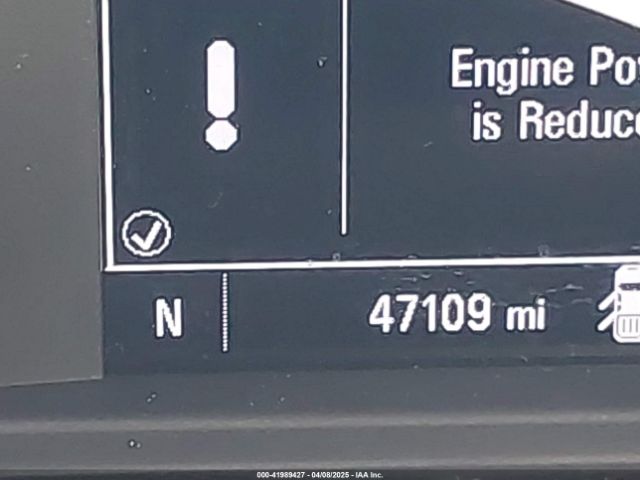 Engine Po
is Reduc
N
47109 mi
000-41989427 - 04/08/2025 - IAA Inc.